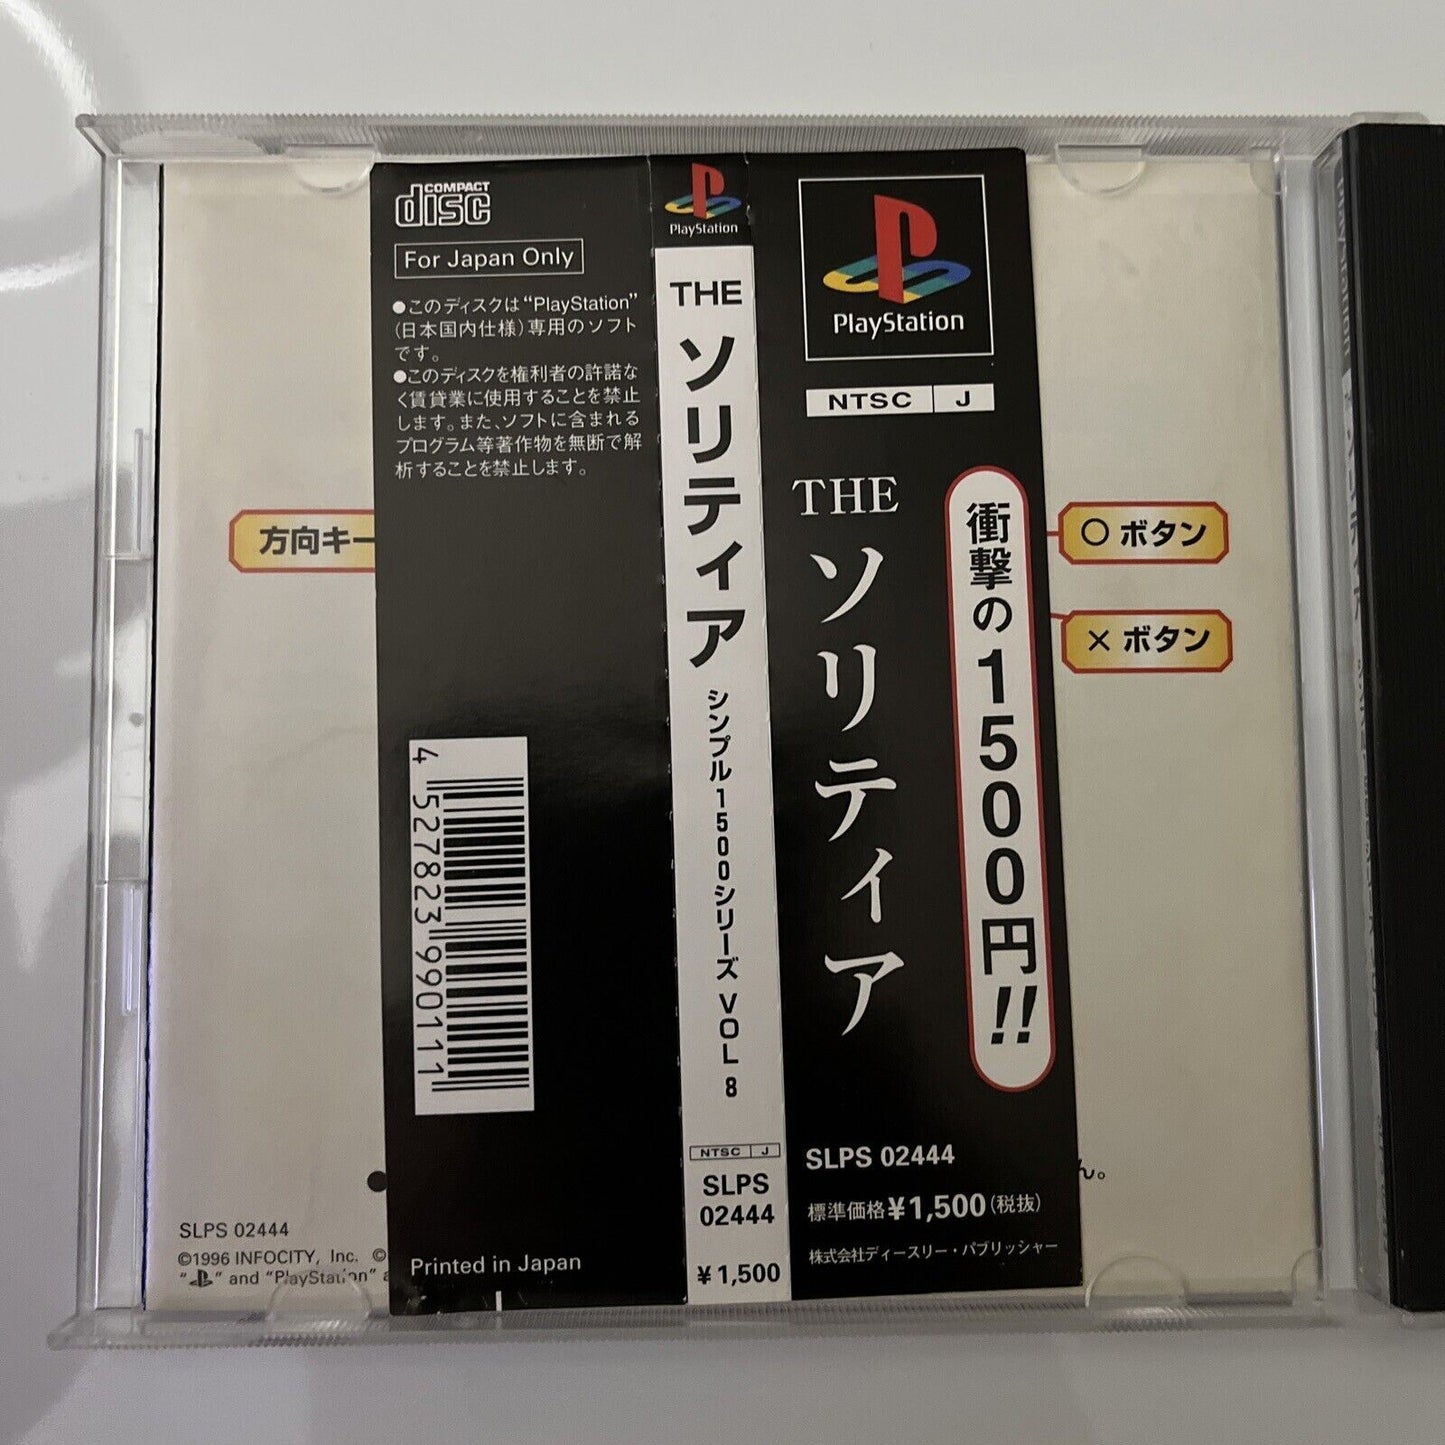 COMPACT
disc
For Japan Only
●このディスクは“PlayStation”
(日本国内仕様)専用のソフト
です。
●このディスクを権利者の許諾な
く賃貸業に使用することを禁止
します。また、ソフトに含まれる
プログラム等著作物を無断で解
析することを禁止します。
方向キー
4 527823 990111
Printed in Japan
SLPS 02444
©1996 INFOCITY, Inc. ©
“ ” and “PlayStation”
PlayStation
THE ソリティア
シンプル1500シリーズ VOL 8
NTSC J
SLPS
02444
¥1,500
PlayStation
NTSC J
THE ソリティア
衝撃の1500円!!
SLPS 02444
標準価格¥1,500(税抜)
株式会社ディースリー・パブリッシャー
○ ボタン
× ボタン
ん。